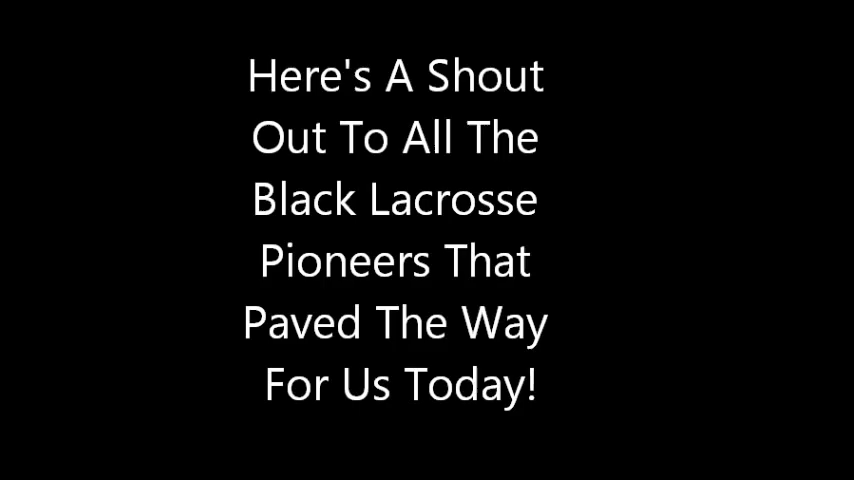 Here's A Shout
Out To All The
Black Lacrosse
Pioneers That
Paved The Way
For Us Today!